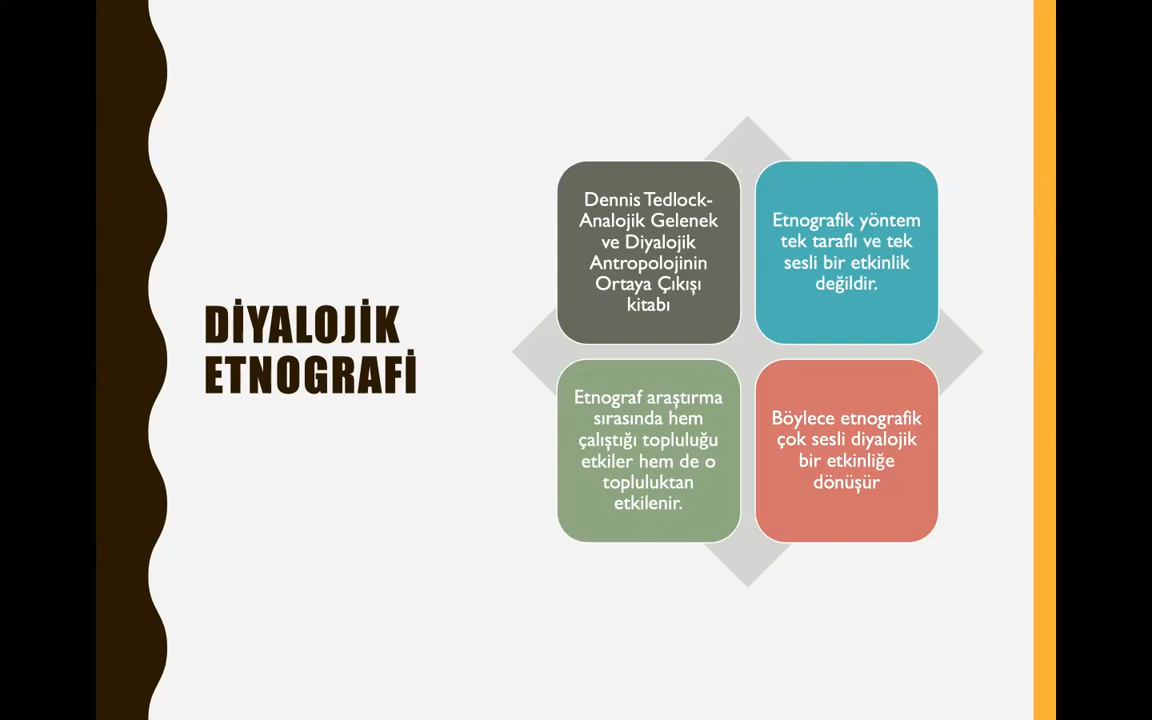 DİYALOJİK
ETNOGRAFİ
Dennis Tedlock-
Analojik Gelenek
ve Diyalojik
Antropolojinin
Ortaya Çıkışı
kitabı
Etnografik yöntem
tek taraflı ve tek
sesli bir etkinlik
değildir.
Etnograf araştırma
sırasında hem
çalıştığı topluluğu
etkiler hem de o
topluluktan
etkilenir.
Böylece etnografik
çok sesli diyalojik
bir etkinliğe
dönüşür